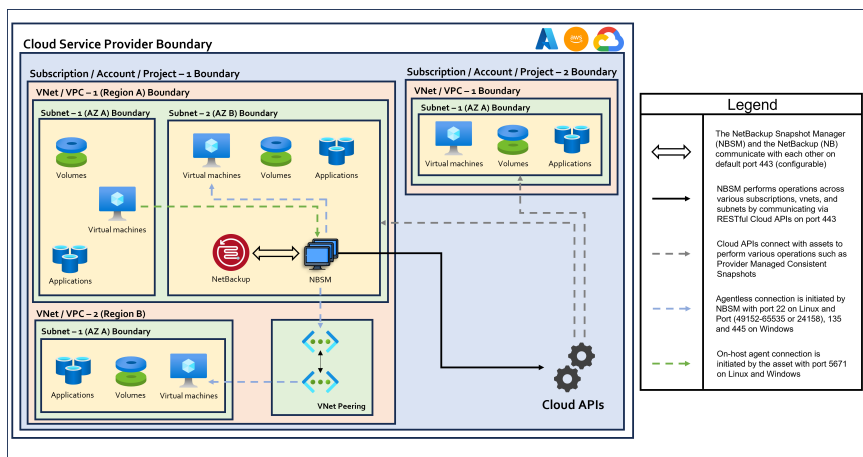 Cloud Service Provider Boundary
aws
Subscription / Account / Project – 1 Boundary
VNet / VPC – 1 (Region A) Boundary
Subnet – 1 (AZ A) Boundary
Volumes
Virtual machines
Applications
Subnet – 2 (AZ B) Boundary
Virtual machines
Volumes
Applications
NetBackup
NBSM
VNet / VPC – 2 (Region B)
Subnet – 1 (AZ A) Boundary
Applications
Volumes
Virtual machines
VNet Peering
Subscription / Account / Project – 2 Boundary
VNet / VPC – 1 Boundary
Subnet – 1 (AZ A) Boundary
Virtual machines
Volumes
Applications
Cloud APIs
Legend
The NetBackup Snapshot Manager
(NBSM) and the NetBackup (NB)
communicate with each other on
default port 443 (configurable)
NBSM performs operations across
various subscriptions, vnets, and
subnets by communicating via
RESTful Cloud APIs on port 443
Cloud APIs connect with assets to
perform various operations such as
Provider Managed Consistent
Snapshots
Agentless connection is initiated by
NBSM with port 22 on Linux and
Port (49152-65535 or 24158), 135
and 445 on Windows
On-host agent connection is
initiated by the asset with port 5671
on Linux and Windows